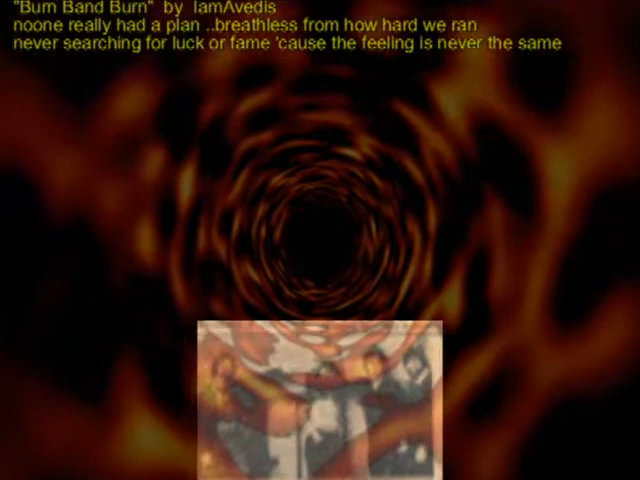 "Burn Band Burn"  by  IamAvedis
noone really had a plan ..breathless from how hard we ran
never searching for luck or fame 'cause the feeling is never the same